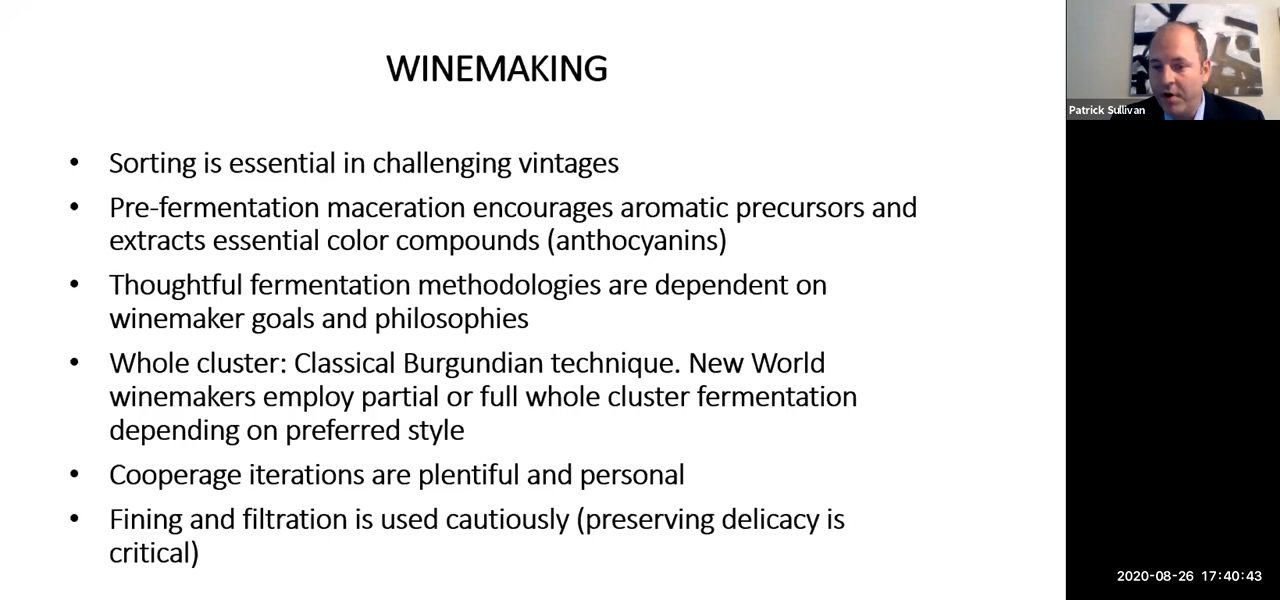 WINEMAKING
• Sorting is essential in challenging vintages
• Pre-fermentation maceration encourages aromatic precursors and
extracts essential color compounds (anthocyanins)
• Thoughtful fermentation methodologies are dependent on
winemaker goals and philosophies
• Whole cluster: Classical Burgundian technique. New World
winemakers employ partial or full whole cluster fermentation
depending on preferred style
• Cooperage iterations are plentiful and personal
• Fining and filtration is used cautiously (preserving delicacy is
critical)
Patrick Sullivan
2020-08-26 17:40:43